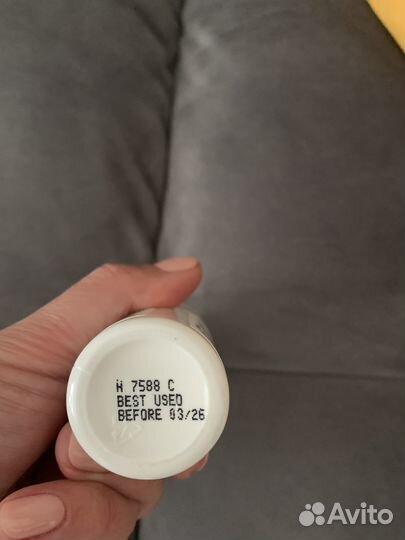 H 7588 C
BEST USED
BEFORE 03/26
Avito